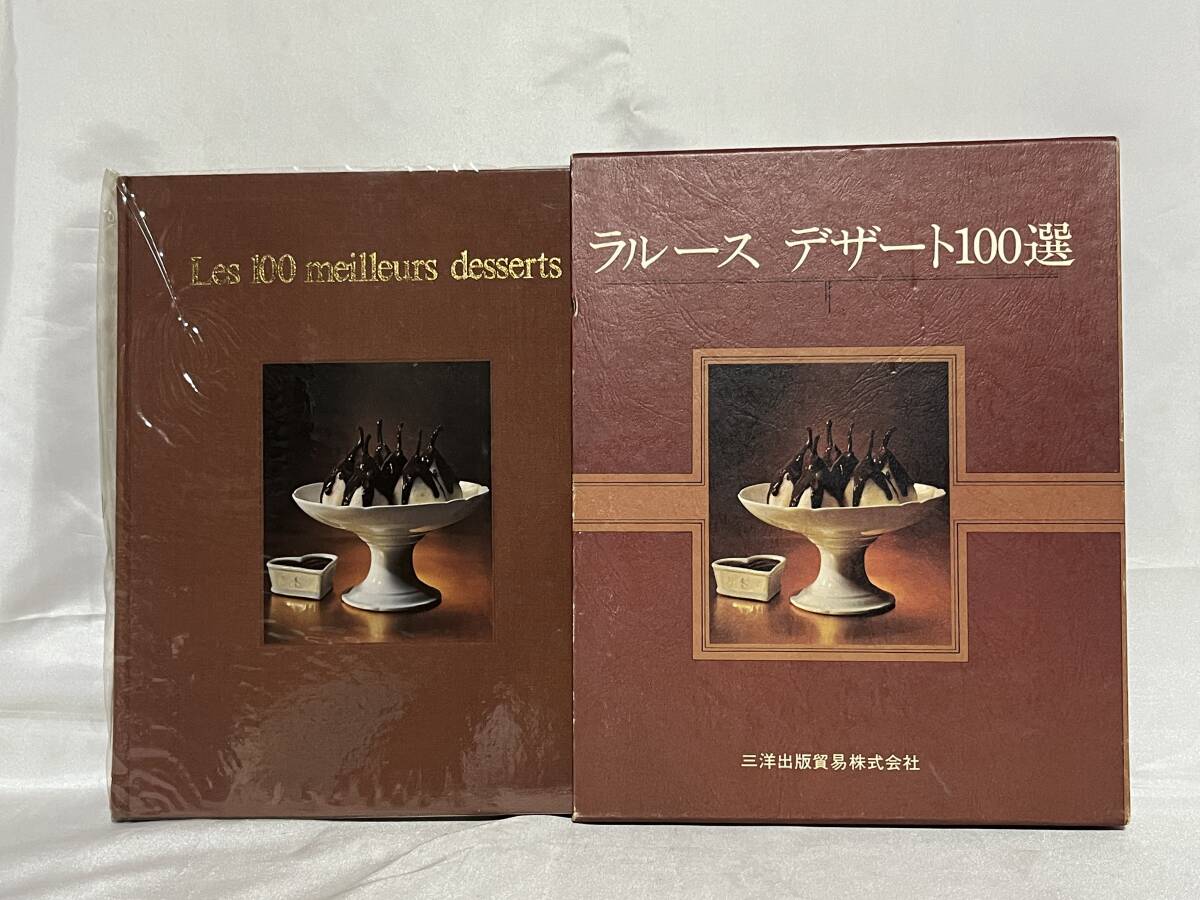 Les 100 meilleurs desserts
ラルース デザート100選
三洋出版貿易株式会社